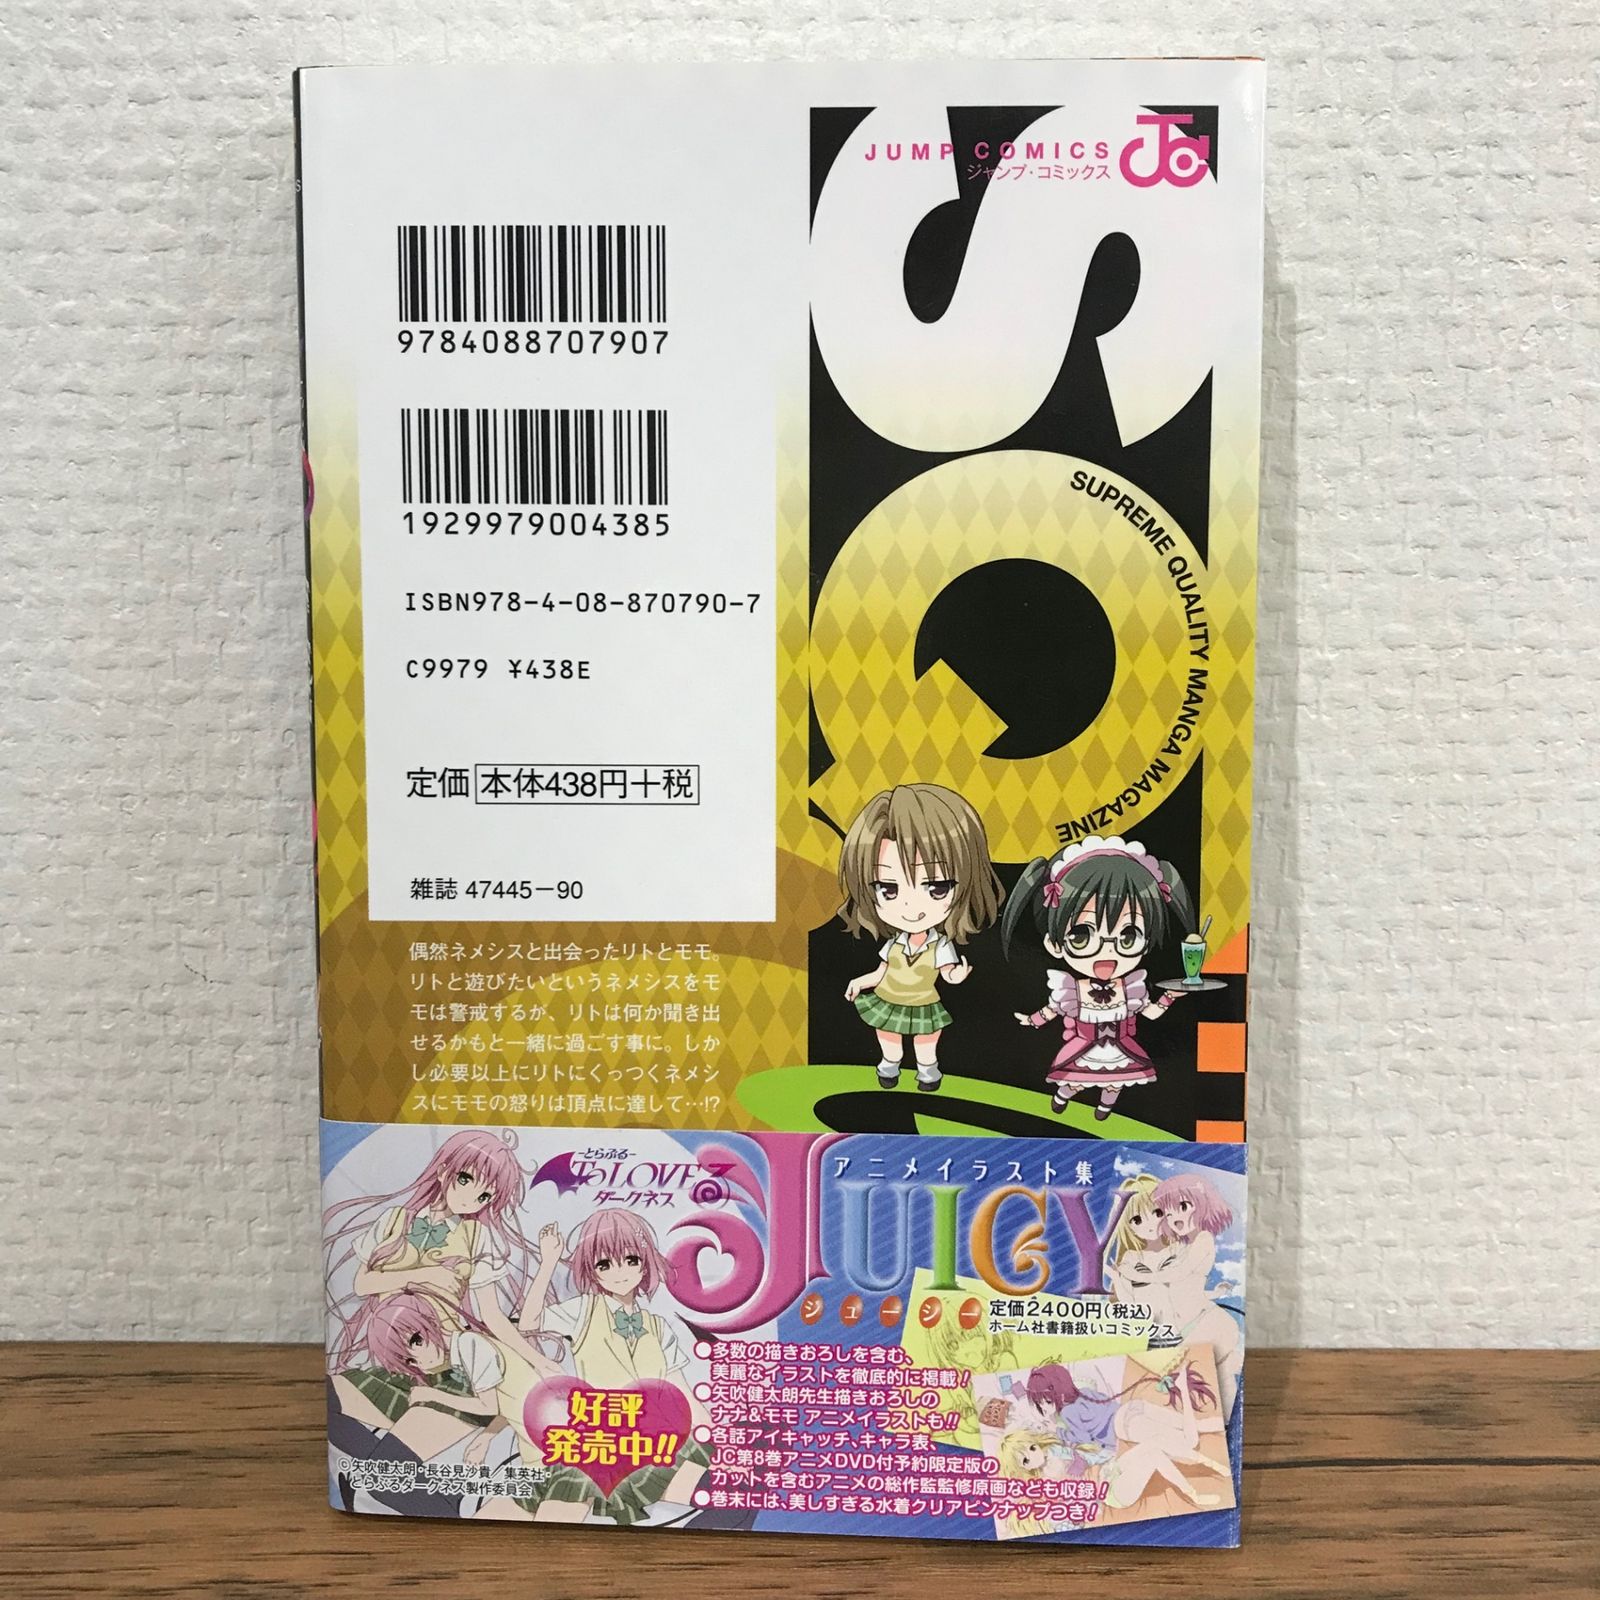 JUMP COMICS
ジャンプ・コミックス
SQ
SUPREME QUALITY MANGA MAGAZINE
9784088707907
1929979004385
ISBN978-4-08-870790-7
C9979 ¥438E
定価 本体438円+税
雑誌 47445-90
偶然ネメシスと出会ったリトとモモ。
リトと遊びたいというネメシスをモ
モは警戒するが、リトは何か聞き出
せるかもと一緒に過ごす事に。しか
し必要以上にリトにくっつくネメシ
スにモモの怒りは頂点に達して…!?
-とらぶる-
To LOVEる
ダークネス
アニメイラスト集
JUICY
ジューシー
定価2400円(税込)
ホーム社書籍扱いコミックス
●多数の描きおろしを含む、
美麗なイラストを徹底的に掲載!
●矢吹健太朗先生描きおろしの
ナナ&モモ アニメイラストも!!
●各話アイキャッチ、キャラ表、
JC第8巻アニメDVD付予約限定版の
カットを含むアニメの総作監監修原画なども収録!
●巻末には、美しすぎる水着クリアピンナップつき!
好評
発売中!!
©矢吹健太朗・長谷見沙貴/集英社・
とらぶるダークネス製作委員会